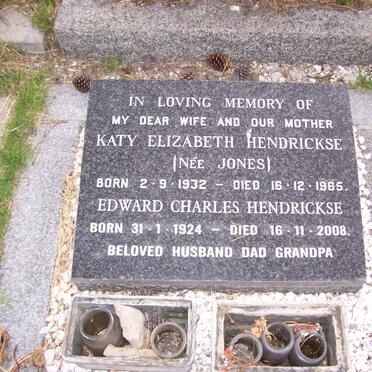 IN LOVING MEMORY OF
MY DEAR WIFE AND OUR MOTHER
KATY ELIZABETH HENDRICKSE
(NÉE JONES)
BORN 2-9-1932 - DIED 16-12-1965.
EDWARD CHARLES HENDRICKSE
BORN 31-1-1924 - DIED 16-11-2008.
BELOVED HUSBAND DAD GRANDPA